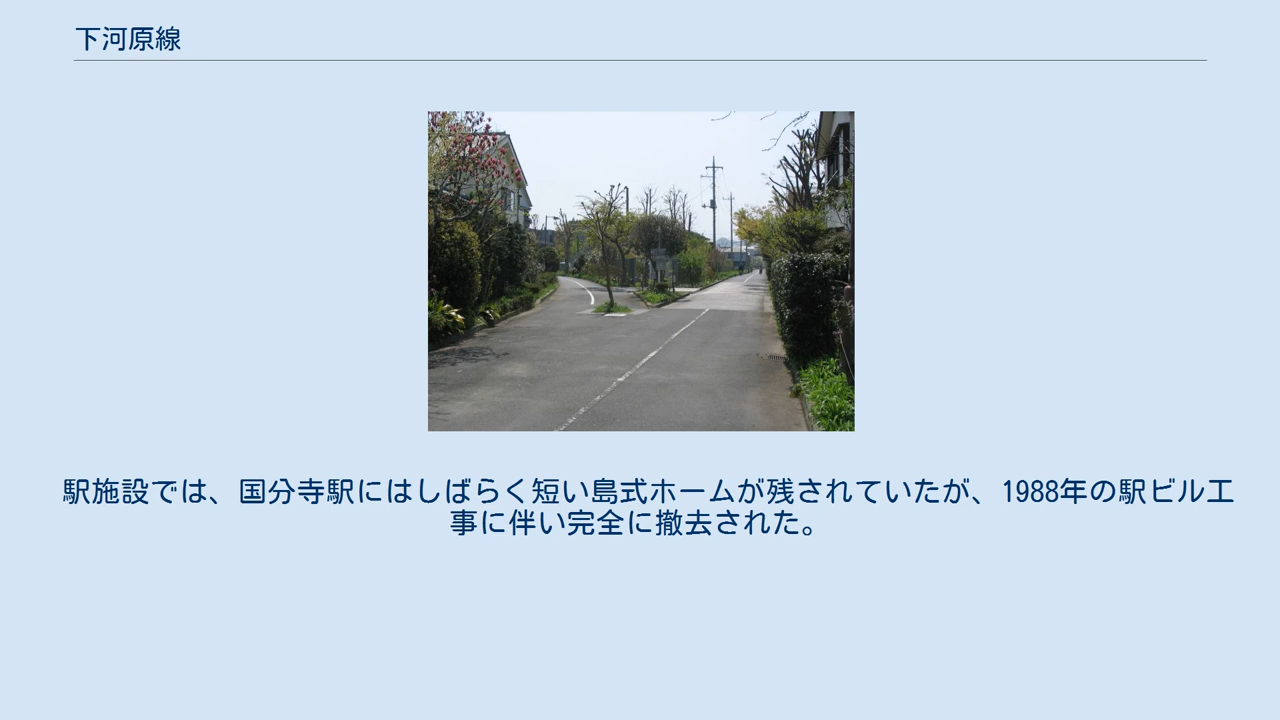 下河原線
駅施設では、国分寺駅にはしばらく短い島式ホームが残されていたが、1988年の駅ビル工
事に伴い完全に撤去された。